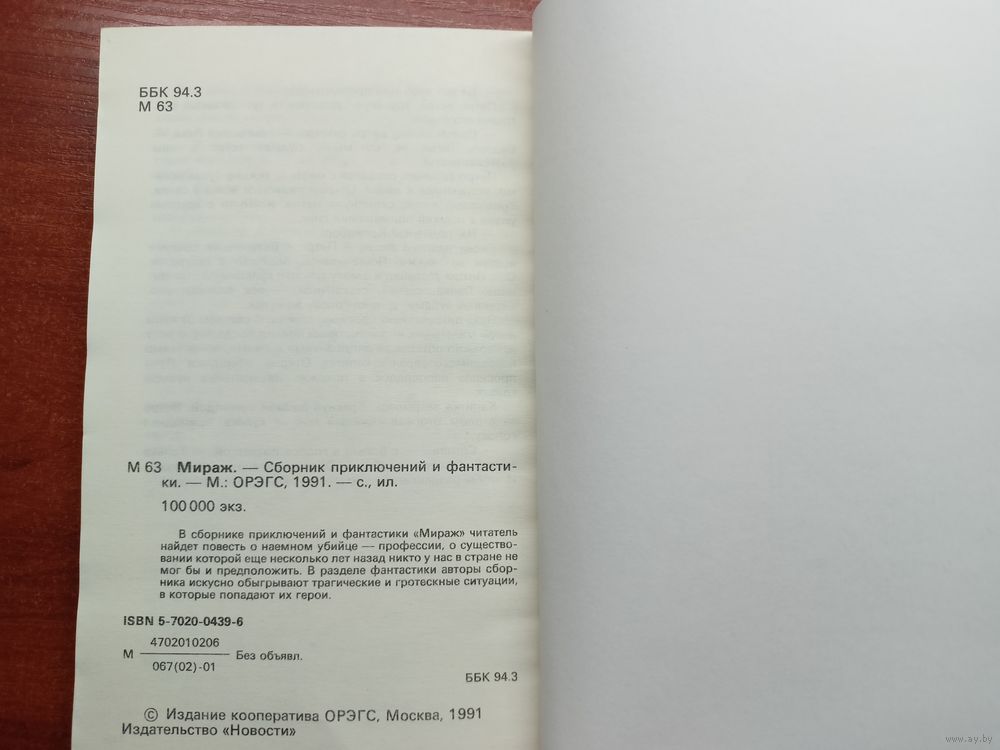 ББК 94.3
М 63
М 63 Мираж. — Сборник приключений и фантасти-
ки. — М.: ОРЭГС, 1991. — с., ил.
100 000 экз.
В сборнике приключений и фантастики «Мираж» читатель
найдет повесть о наемном убийце — профессии, о существо-
вании которой еще несколько лет назад никто у нас в стране не
мог бы и предположить. В разделе фантастики авторы сбор-
ника искусно обыгрывают трагические и гротескные ситуации,
в которые попадают их герои.
ISBN 5-7020-0439-6
4702010206
М ———— Без объявл.
067(02)-01
ББК 94.3
© Издание кооператива ОРЭГС, Москва, 1991
Издательство «Новости»
www.ay.by